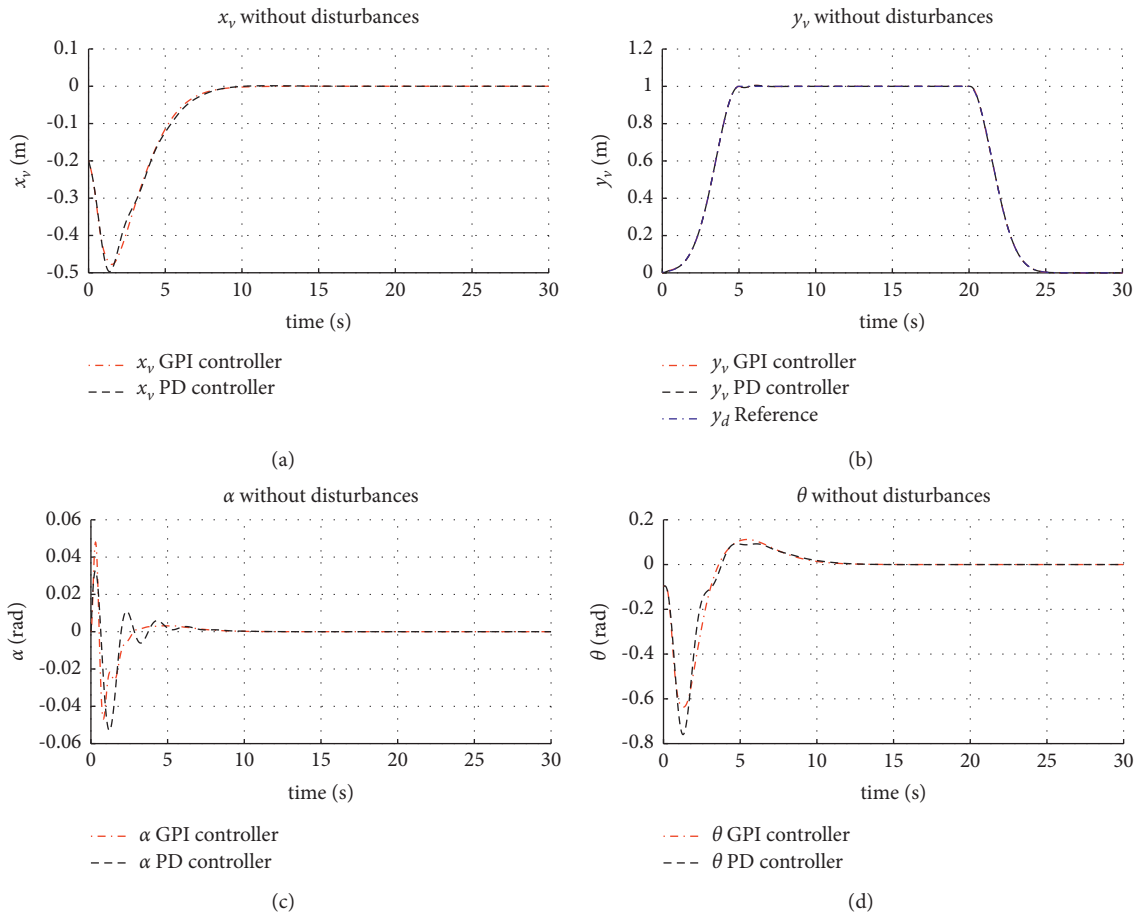 x_v without disturbances
0.1
0
-0.1
-0.2
-0.3
-0.4
-0.5
x_v (m)
0 5 10 15 20 25 30
time (s)
x_v GPI controller
x_v PD controller
(a)
y_v without disturbances
1.2
1
0.8
0.6
0.4
0.2
0
y_v (m)
0 5 10 15 20 25 30
time (s)
y_v GPI controller
y_v PD controller
y_d Reference
(b)
α without disturbances
0.06
0.04
0.02
0
-0.02
-0.04
-0.06
α (rad)
0 5 10 15 20 25 30
time (s)
α GPI controller
α PD controller
(c)
θ without disturbances
0.2
0
-0.2
-0.4
-0.6
-0.8
θ (rad)
0 5 10 15 20 25 30
time (s)
θ GPI controller
θ PD controller
(d)